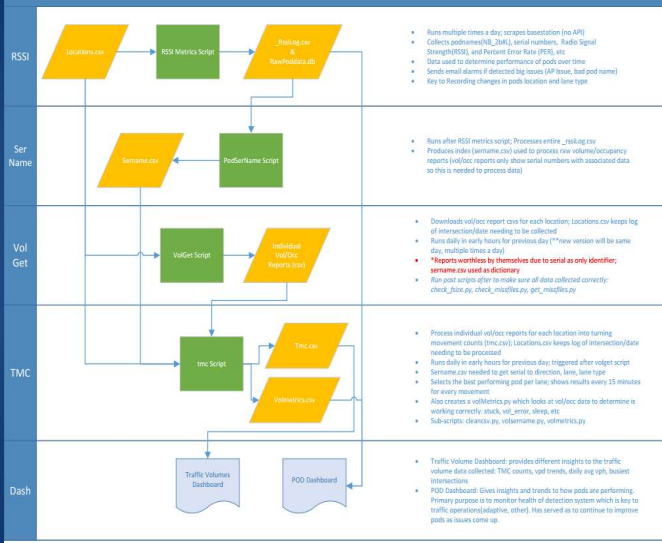 RSSI
Locations.csv
RSSI Metrics Script
_RssiLog.csv
&
RawPoddata.db
• Runs multiple times a day; scrapes basestation (no API)
• Collects podnames(NB_2b#L), serial numbers, Radio Signal
Strength(RSSI), and Percent Error Rate (PER), etc
• Data used to determine performance of pods over time
• Sends email alarms if detected big issues (AP Issue, bad pod name)
• Key to Recording changes in pods location and lane type
Ser
Name
Sername.csv
PodSerName Script
• Runs after RSSI metrics script; Processes entire _rssiLog.csv
• Produces index (sername.csv) used to process raw volume/occupancy
reports (vol/occ reports only show serial numbers with associated data
so this is needed to process data)
Vol
Get
VolGet Script
Individual
Vol/Occ
Reports (csv)
• Downloads vol/occ report csvs for each location; Locations.csv keeps log
of intersection/date needing to be collected
• Runs daily in early hours for previous day (**new version will be same
day, multiple times a day)
• *Reports worthless by themselves due to serial as only identifier;
sername.csv used as dictionary
• Run post scripts after to make sure all data collected correctly:
check_fsize.py, check_missfiles.py, get_missfiles.py
TMC
tmc Script
Tmc.csv
Volmetrics.csv
• Process individual vol/occ reports for each location into turning
movement counts (tmc.csv); Locations.csv keeps log of intersection/date
needing to be processed
• Runs daily in early hours for previous day; triggered after volget script
• Sername.csv needed to get serial to direction, lane, lane type
• Selects the best performing pod per lane; shows results every 15 minutes
for every movement
• Also creates a volMetrics.py which looks at vol/occ data to determine is
working correctly: stuck, vol_error, sleep, etc
• Sub-scripts: cleancsv.py, volsername.py, volmetrics.py
Dash
Traffic Volumes
Dashboard
POD Dashboard
• Traffic Volume Dashboard: provides different insights to the traffic
volume data collected: TMC counts, vpd trends, daily avg vph, busiest
intersections
• POD Dashboard: Gives insights and trends to how pods are performing.
Primary purpose is to monitor health of detection system which is key to
traffic operations(adaptive, other). Has served as to continue to improve
pods as issues come up.